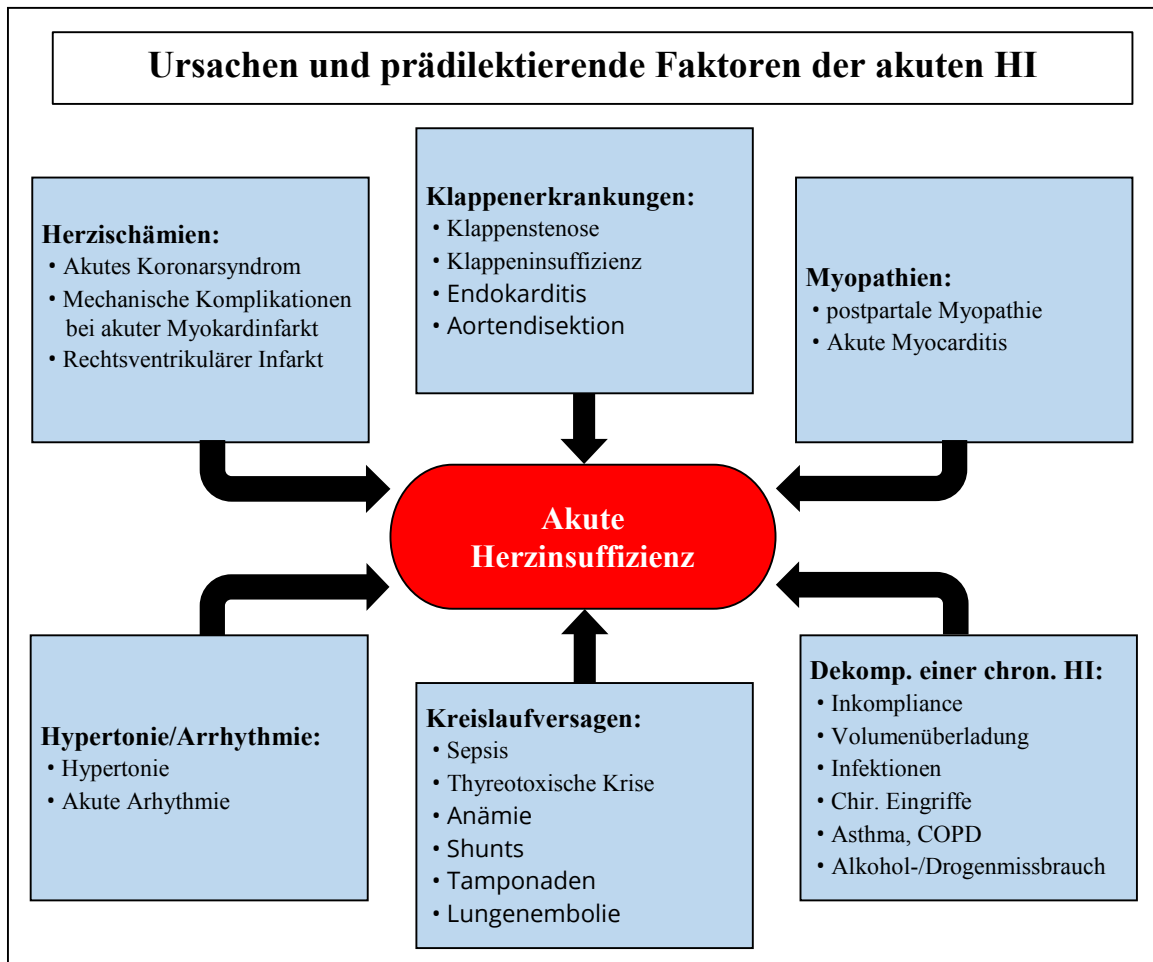 Ursachen und prädilektierende Faktoren der akuten HI
Herzischämien:
• Akutes Koronarsyndrom
• Mechanische Komplikationen
bei akuter Myokardinfarkt
• Rechtsventrikulärer Infarkt
Klappenerkrankungen:
• Klappenstenose
• Klappeninsuffizienz
• Endokarditis
• Aortendisektion
Myopathien:
• postpartale Myopathie
• Akute Myocarditis
Akute
Herzinsuffizienz
Hypertonie/Arrhythmie:
• Hypertonie
• Akute Arhythmie
Kreislaufversagen:
• Sepsis
• Thyreotoxische Krise
• Anämie
• Shunts
• Tamponaden
• Lungenembolie
Dekomp. einer chron. HI:
• Inkompliance
• Volumenüberladung
• Infektionen
• Chir. Eingriffe
• Asthma, COPD
• Alkohol-/Drogenmissbrauch